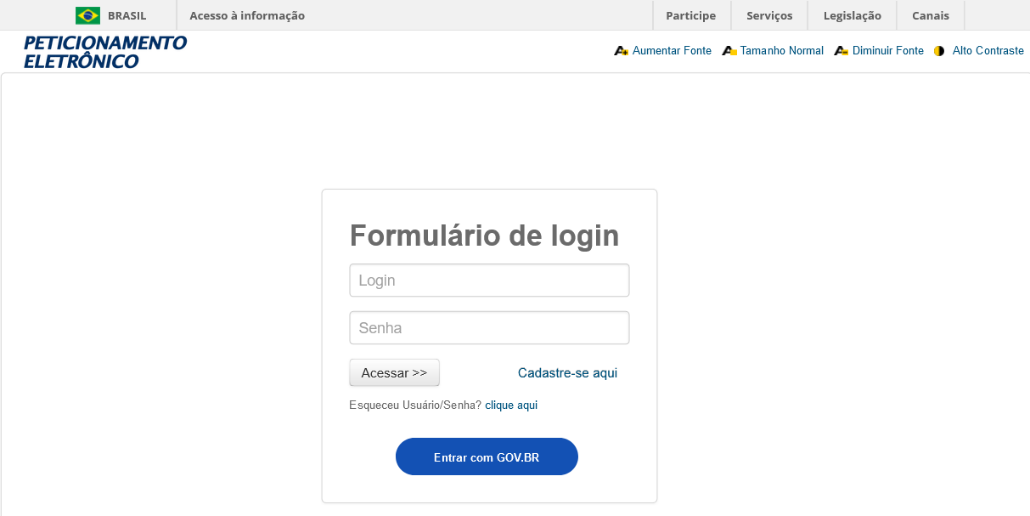 BRASIL Acesso à informação Participe Serviços Legislação Canais
PETICIONAMENTO
ELETRÔNICO
Aumentar Fonte Tamanho Normal Diminuir Fonte Alto Contraste
Formulário de login
Login
Senha
Acessar >> Cadastre-se aqui
Esqueceu Usuário/Senha? clique aqui
Entrar com GOV.BR